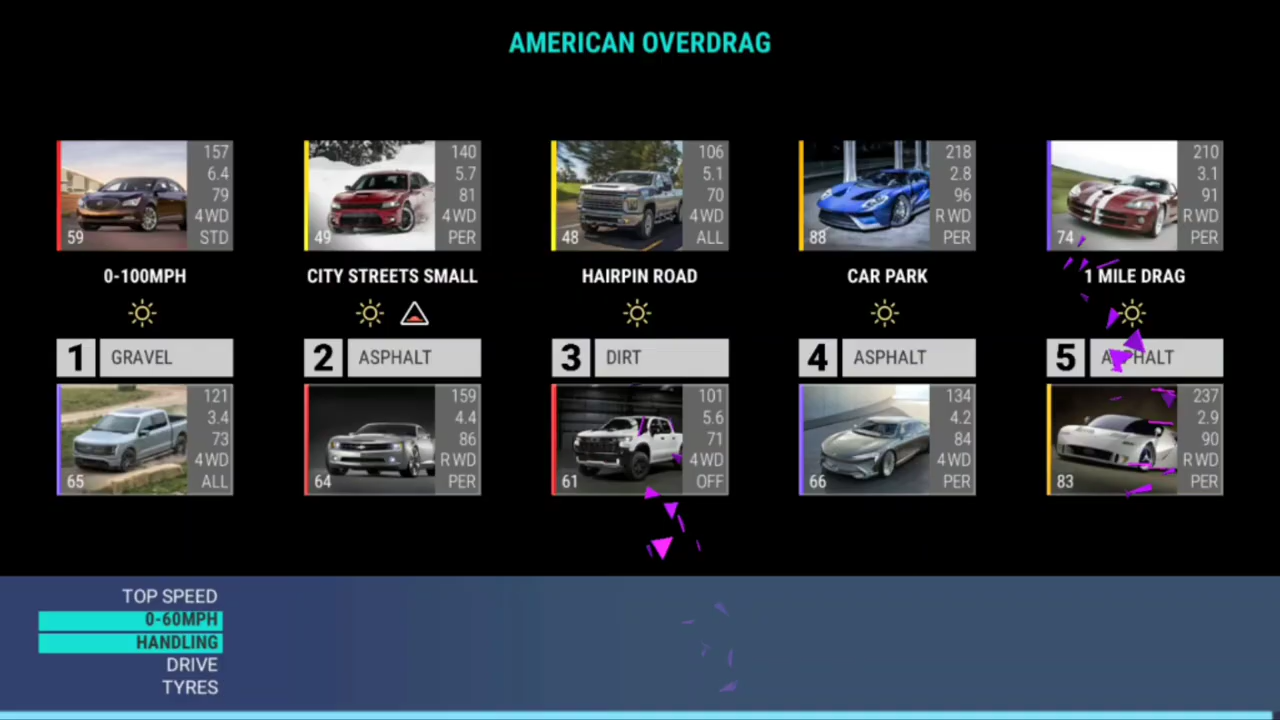 AMERICAN OVERDRAG
157
6.4
79
4WD
STD
59
140
5.7
81
4WD
PER
49
106
5.1
70
4WD
ALL
48
218
2.8
96
RWD
PER
88
210
3.1
91
RWD
PER
74
0-100MPH
CITY STREETS SMALL
HAIRPIN ROAD
CAR PARK
1 MILE DRAG
1 GRAVEL
2 ASPHALT
3 DIRT
4 ASPHALT
5 ASPHALT
121
3.4
73
4WD
ALL
65
159
4.4
86
RWD
PER
64
101
5.6
71
4WD
OFF
61
134
4.2
84
4WD
PER
66
237
2.9
90
RWD
PER
83
TOP SPEED
0-60MPH
HANDLING
DRIVE
TYRES